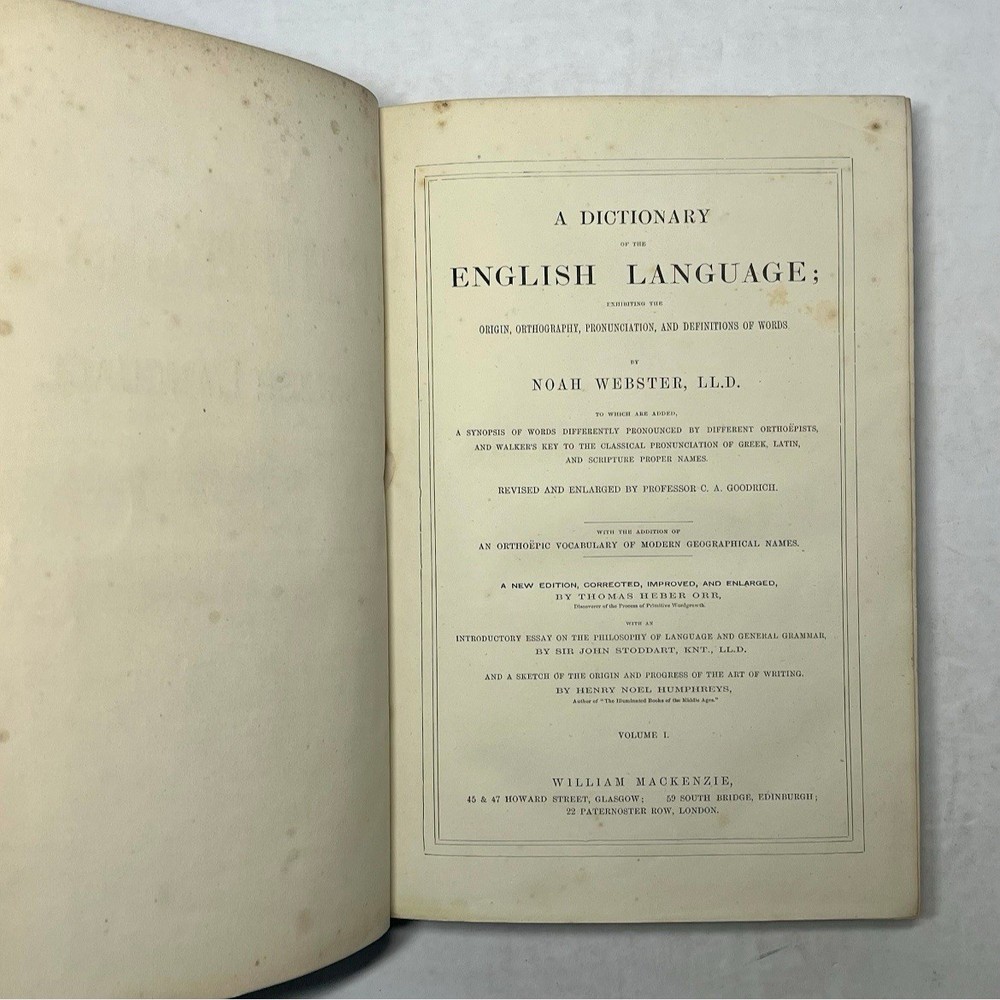 A DICTIONARY
OF THE
ENGLISH LANGUAGE;
EXHIBITING THE
ORIGIN, ORTHOGRAPHY, PRONUNCIATION, AND DEFINITIONS OF WORDS.
BY
NOAH WEBSTER, LL.D.
TO WHICH ARE ADDED,
A SYNOPSIS OF WORDS DIFFERENTLY PRONOUNCED BY DIFFERENT ORTHOËPISTS,
AND WALKER'S KEY TO THE CLASSICAL PRONUNCIATION OF GREEK, LATIN,
AND SCRIPTURE PROPER NAMES.
REVISED AND ENLARGED BY PROFESSOR C. A. GOODRICH.
WITH THE ADDITION OF
AN ORTHOËPIC VOCABULARY OF MODERN GEOGRAPHICAL NAMES.
A NEW EDITION, CORRECTED, IMPROVED, AND ENLARGED,
BY THOMAS HEBER ORR,
Discoverer of the Process of Primitive Wordgrowth.
WITH AN
INTRODUCTORY ESSAY ON THE PHILOSOPHY OF LANGUAGE AND GENERAL GRAMMAR,
BY SIR JOHN STODDART, KNT., LL.D.
AND A SKETCH OF THE ORIGIN AND PROGRESS OF THE ART OF WRITING.
BY HENRY NOEL HUMPHREYS,
Author of "The Illuminated Books of the Middle Ages."
VOLUME I.
WILLIAM MACKENZIE,
45 & 47 HOWARD STREET, GLASGOW; 59 SOUTH BRIDGE, EDINBURGH;
22 PATERNOSTER ROW, LONDON.